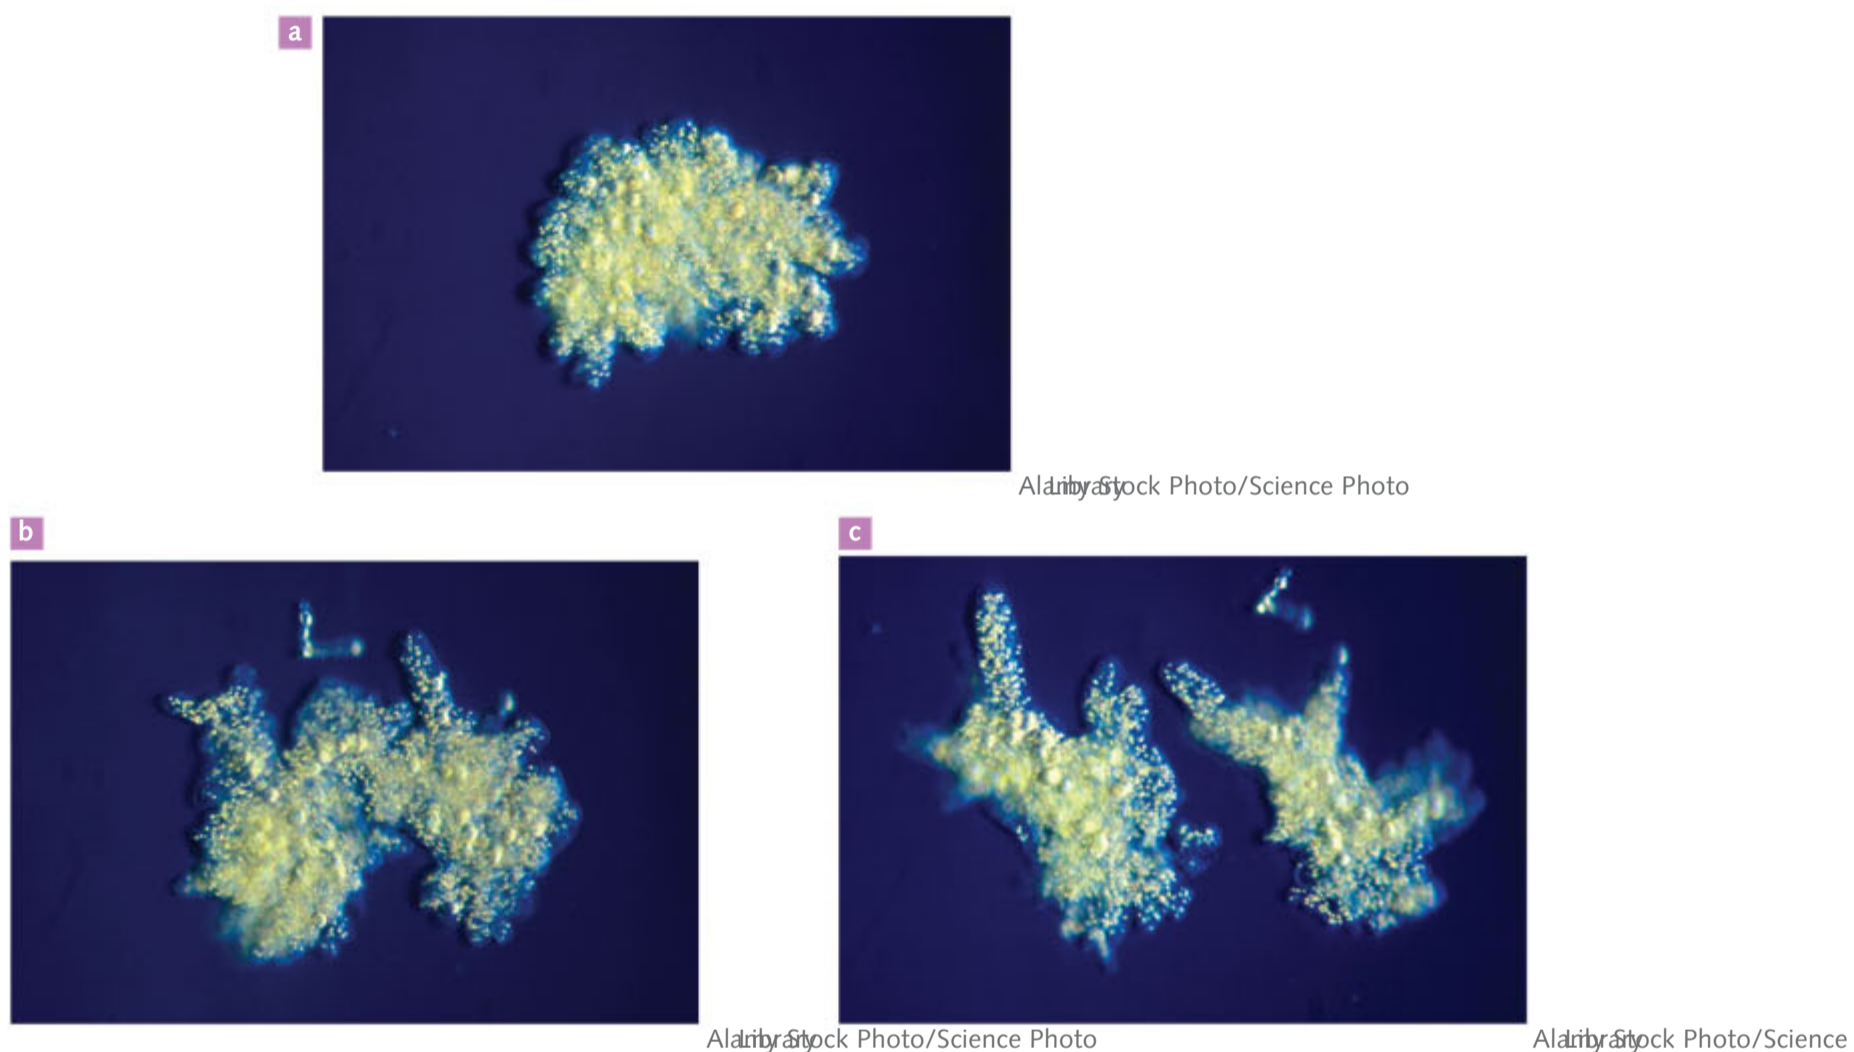 a
Alamy Stock Photo/Science Photo
Library
b
c
Alamy Stock Photo/Science Photo
Library
Alamy Stock Photo/Science
Library